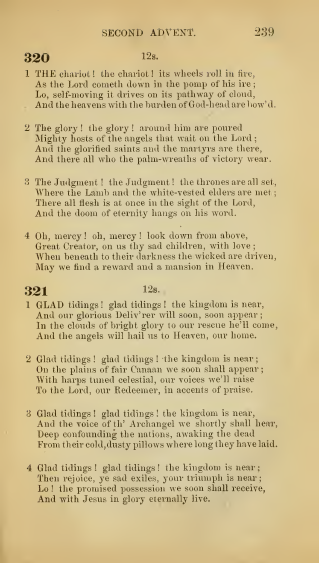 SECOND ADVENT. 239
320 12s.
1 THE chariot! the chariot! its wheels roll in fire,
As the Lord cometh down in the pomp of his ire;
Lo, self-moving it drives on its pathway of cloud,
And the heavens with the burden of God-head are bow'd.
2 The glory! the glory! around him are poured
Mighty hosts of the angels that wait on the Lord;
And the glorified saints and the martyrs are there,
And there all who the palm-wreaths of victory wear.
3 The Judgment! the Judgment! the thrones are all set,
Where the Lamb and the white-vested elders are met;
There all flesh is at once in the sight of the Lord,
And the doom of eternity hangs on his word.
4 Oh, mercy! oh, mercy! look down from above,
Great Creator, on us thy sad children, with love;
When beneath to their darkness the wicked are driven,
May we find a reward and a mansion in Heaven.
321 12s.
1 GLAD tidings! glad tidings! the kingdom is near,
And our glorious Deliv'rer will soon, soon appear;
In the clouds of bright glory to our rescue he'll come,
And the angels will hail us to Heaven, our home.
2 Glad tidings! glad tidings! the kingdom is near;
On the plains of fair Canaan we soon shall appear;
With harps tuned celestial, our voices we'll raise
To the Lord, our Redeemer, in accents of praise.
3 Glad tidings! glad tidings! the kingdom is near,
And the voice of th' Archangel we shortly shall hear,
Deep confounding the nations, awaking the dead
From their cold, dusty pillows where long they have laid.
4 Glad tidings! glad tidings! the kingdom is near;
Then rejoice, ye sad exiles, your triumph is near;
Lo! the promised possession we soon shall receive,
And with Jesus in glory eternally live.